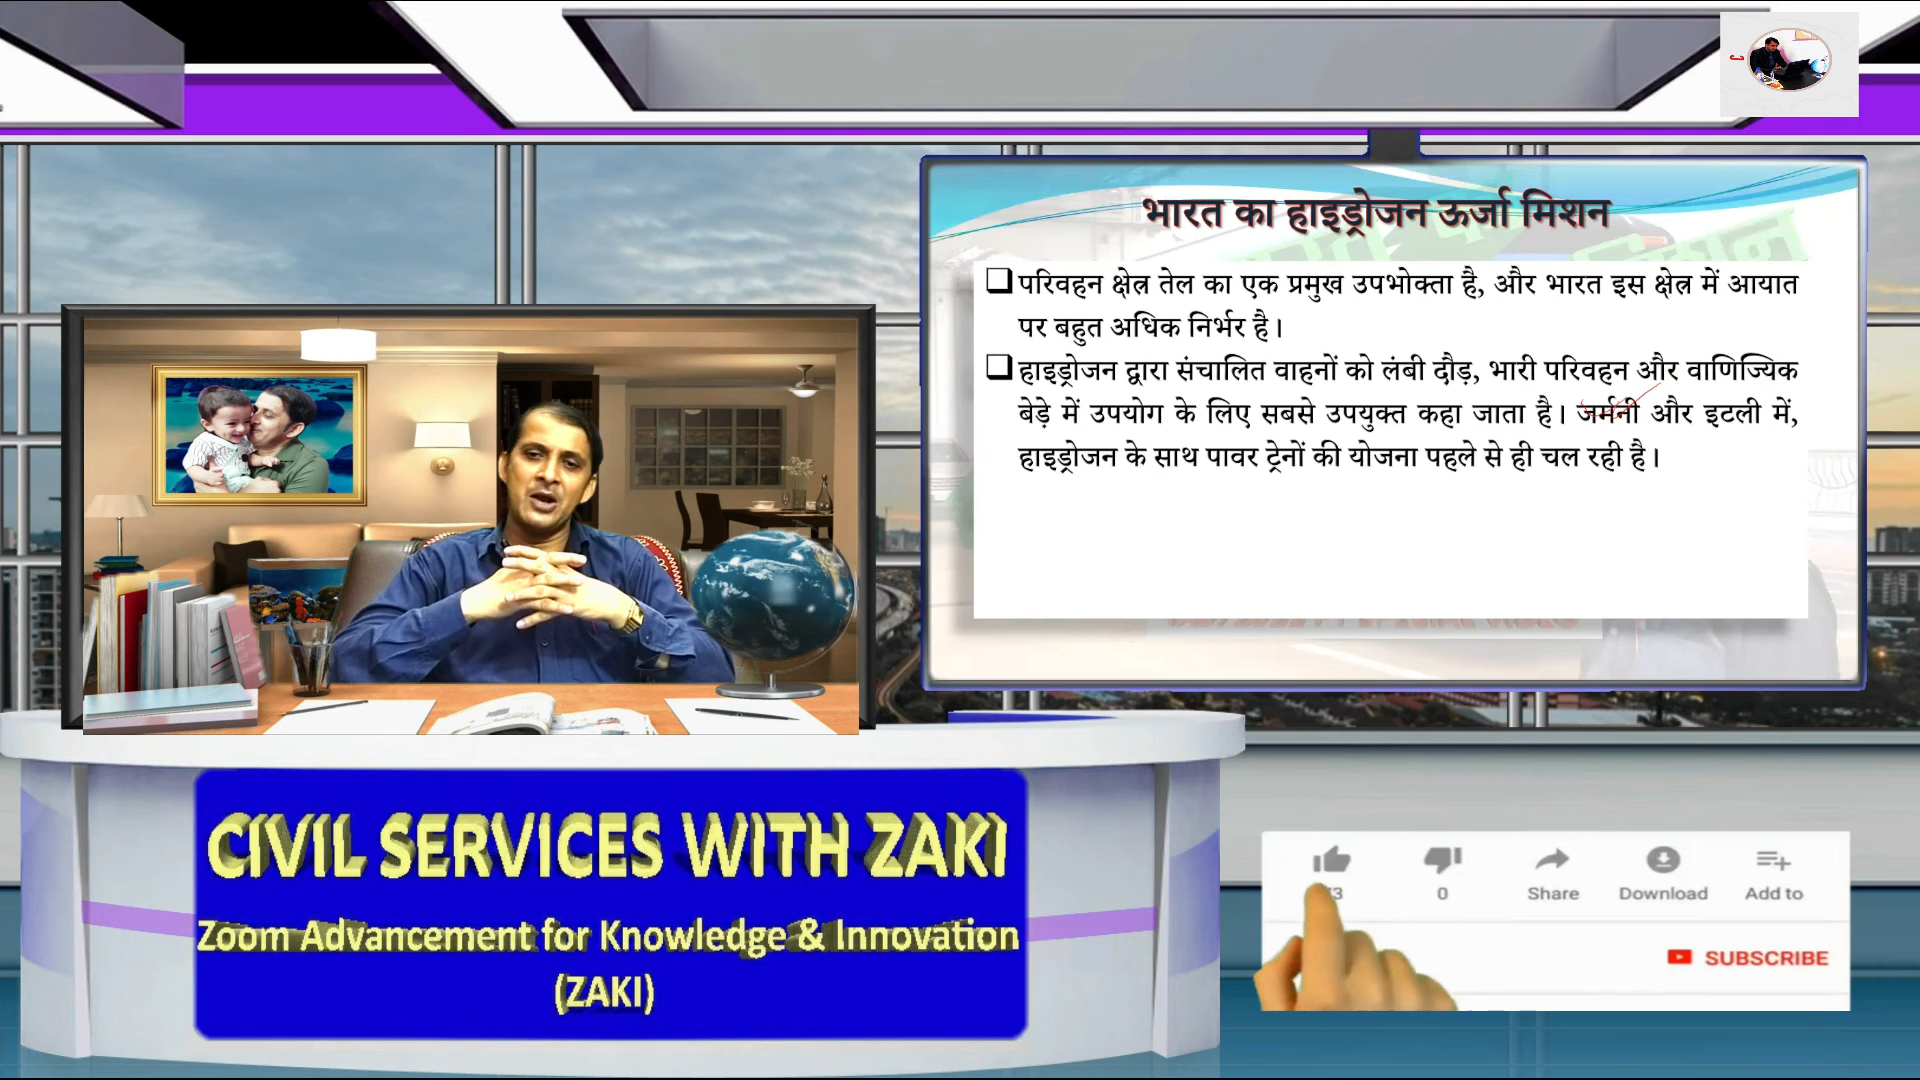 भारत का हाइड्रोजन ऊर्जा मिशन
परिवहन क्षेत्र तेल का एक प्रमुख उपभोक्ता है, और भारत इस क्षेत्र में आयात
पर बहुत अधिक निर्भर है।
हाइड्रोजन द्वारा संचालित वाहनों को लंबी दौड़, भारी परिवहन और वाणिज्यिक
बेड़े में उपयोग के लिए सबसे उपयुक्त कहा जाता है। जर्मनी और इटली में,
हाइड्रोजन के साथ पावर ट्रेनों की योजना पहले से ही चल रही है।
CIVIL SERVICES WITH ZAKI
Zoom Advancement for Knowledge & Innovation
(ZAKI)
0 Share Download Add to
SUBSCRIBE